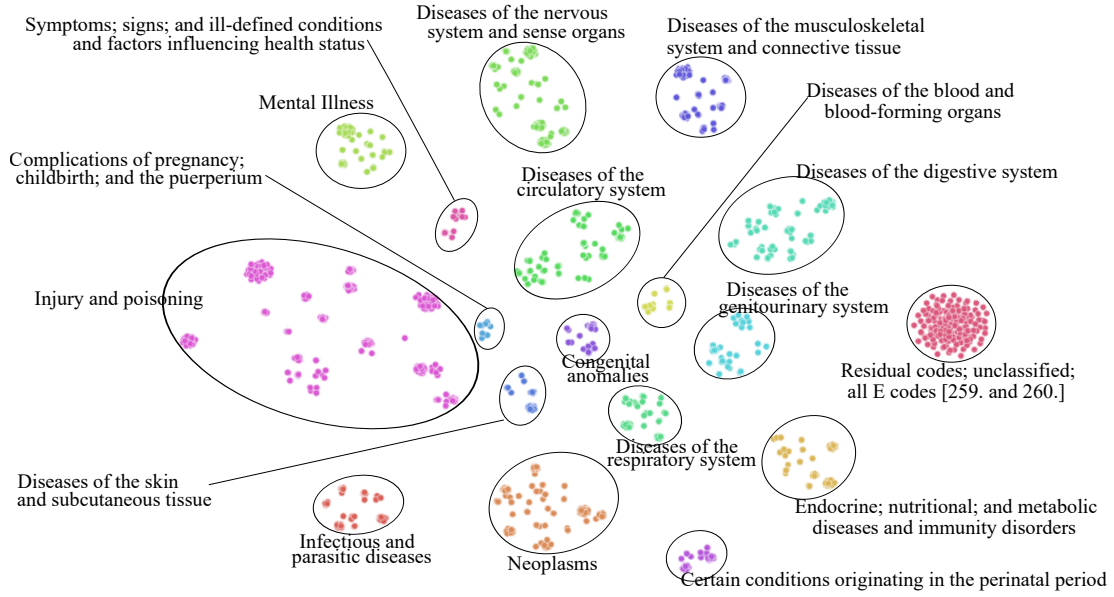 Diseases of the nervous
system and sense organs
Symptoms; signs; and ill-defined conditions
and factors influencing health status
Diseases of the musculoskeletal
system and connective tissue
Mental Illness
Diseases of the blood and
blood-forming organs
Complications of pregnancy;
childbirth; and the puerperium
Diseases of the
circulatory system
Diseases of the digestive system
Injury and poisoning
Diseases of the
genitourinary system
Congenital
anomalies
Residual codes; unclassified;
all E codes [259. and 260.]
Diseases of the
respiratory system
Diseases of the skin
and subcutaneous tissue
Endocrine; nutritional; and metabolic
diseases and immunity disorders
Infectious and
parasitic diseases
Neoplasms
Certain conditions originating in the perinatal period